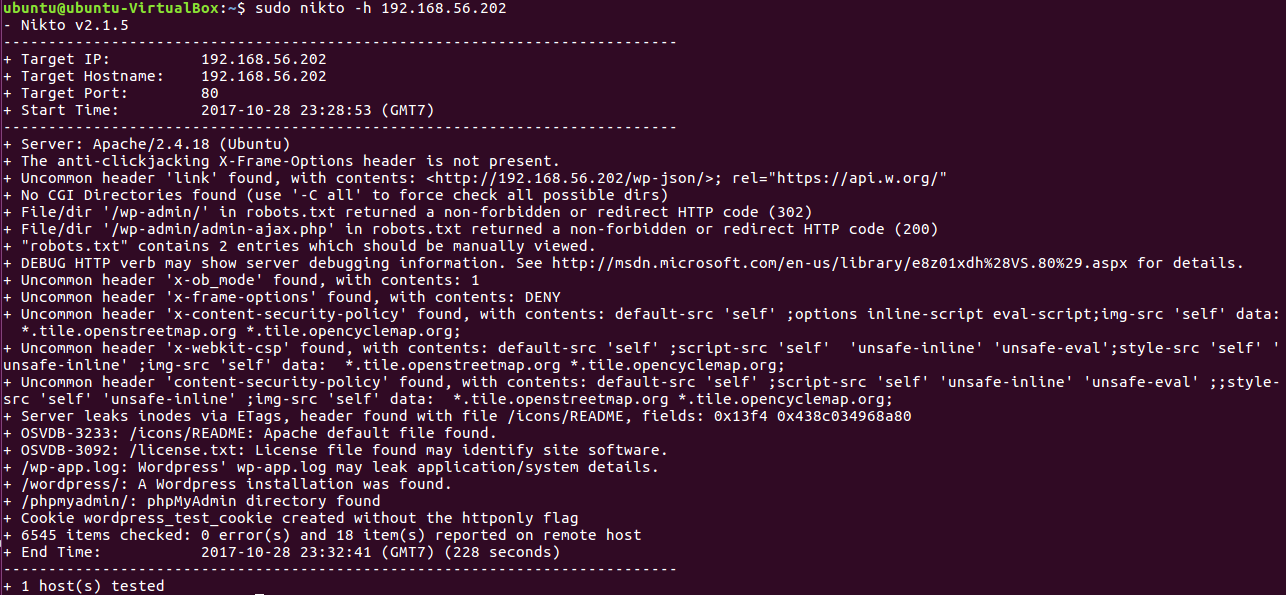 ubuntu@ubuntu-VirtualBox:~$ sudo nikto -h 192.168.56.202
- Nikto v2.1.5
---------------------------------------------------------------------------
+ Target IP:          192.168.56.202
+ Target Hostname:    192.168.56.202
+ Target Port:        80
+ Start Time:         2017-10-28 23:28:53 (GMT7)
---------------------------------------------------------------------------
+ Server: Apache/2.4.18 (Ubuntu)
+ The anti-clickjacking X-Frame-Options header is not present.
+ Uncommon header 'link' found, with contents: <http://192.168.56.202/wp-json/>; rel="https://api.w.org/"
+ No CGI Directories found (use '-C all' to force check all possible dirs)
+ File/dir '/wp-admin/' in robots.txt returned a non-forbidden or redirect HTTP code (302)
+ File/dir '/wp-admin/admin-ajax.php' in robots.txt returned a non-forbidden or redirect HTTP code (200)
+ "robots.txt" contains 2 entries which should be manually viewed.
+ DEBUG HTTP verb may show server debugging information. See http://msdn.microsoft.com/en-us/library/e8z01xdh%28VS.80%29.aspx for details.
+ Uncommon header 'x-ob_mode' found, with contents: 1
+ Uncommon header 'x-frame-options' found, with contents: DENY
+ Uncommon header 'x-content-security-policy' found, with contents: default-src 'self' ;options inline-script eval-script;img-src 'self' data:
  *.tile.openstreetmap.org *.tile.opencyclemap.org;
+ Uncommon header 'x-webkit-csp' found, with contents: default-src 'self' ;script-src 'self'  'unsafe-inline' 'unsafe-eval';style-src 'self' '
unsafe-inline' ;img-src 'self' data:  *.tile.openstreetmap.org *.tile.opencyclemap.org;
+ Uncommon header 'content-security-policy' found, with contents: default-src 'self' ;script-src 'self' 'unsafe-inline' 'unsafe-eval' ;;style-
src 'self' 'unsafe-inline' ;img-src 'self' data:  *.tile.openstreetmap.org *.tile.opencyclemap.org;
+ Server leaks inodes via ETags, header found with file /icons/README, fields: 0x13f4 0x438c034968a80
+ OSVDB-3233: /icons/README: Apache default file found.
+ OSVDB-3092: /license.txt: License file found may identify site software.
+ /wp-app.log: Wordpress' wp-app.log may leak application/system details.
+ /wordpress/: A Wordpress installation was found.
+ /phpmyadmin/: phpMyAdmin directory found
+ Cookie wordpress_test_cookie created without the httponly flag
+ 6545 items checked: 0 error(s) and 18 item(s) reported on remote host
+ End Time:           2017-10-28 23:32:41 (GMT7) (228 seconds)
---------------------------------------------------------------------------
+ 1 host(s) tested